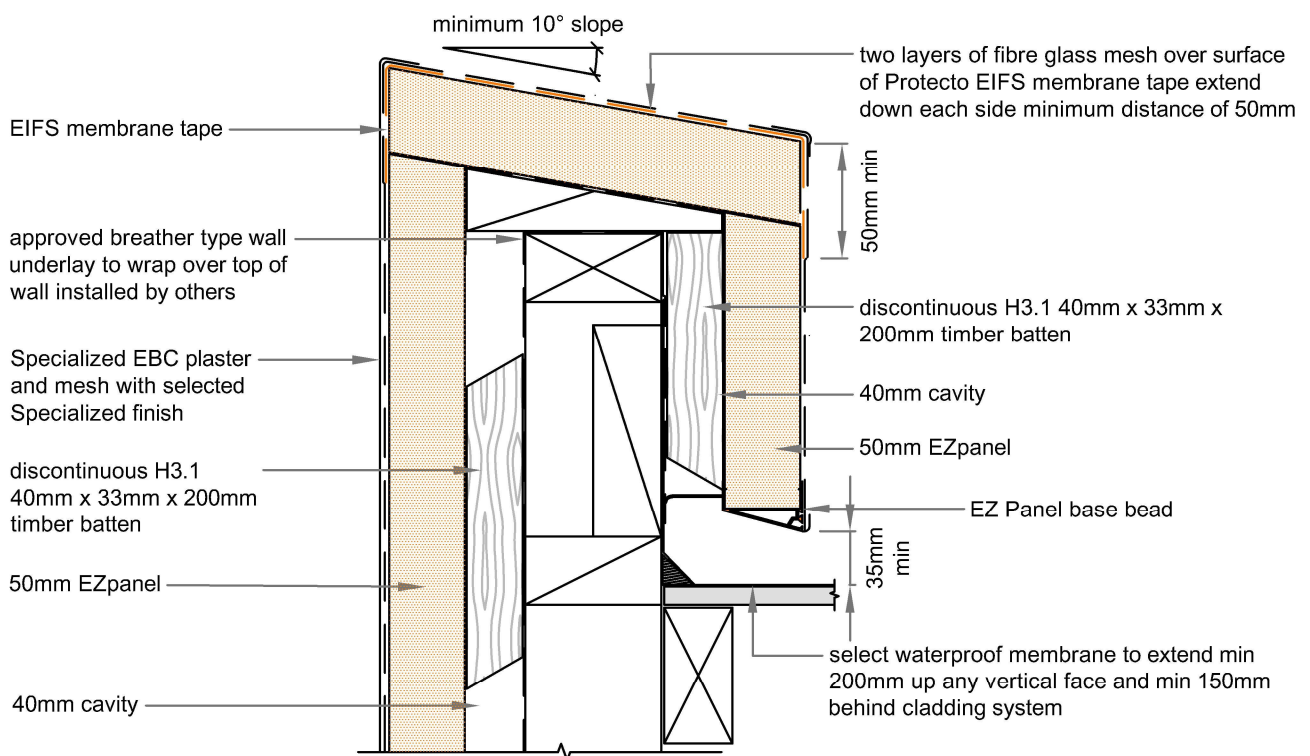 minimum 10° slope
two layers of fibre glass mesh over surface
of Protecto EIFS membrane tape extend
down each side minimum distance of 50mm
EIFS membrane tape
50mm min
approved breather type wall
underlay to wrap over top of
wall installed by others
discontinuous H3.1 40mm x 33mm x
200mm timber batten
Specialized EBC plaster
and mesh with selected
Specialized finish
40mm cavity
50mm EZpanel
discontinuous H3.1
40mm x 33mm x 200mm
timber batten
EZ Panel base bead
35mm
min
50mm EZpanel
select waterproof membrane to extend min
200mm up any vertical face and min 150mm
behind cladding system
40mm cavity